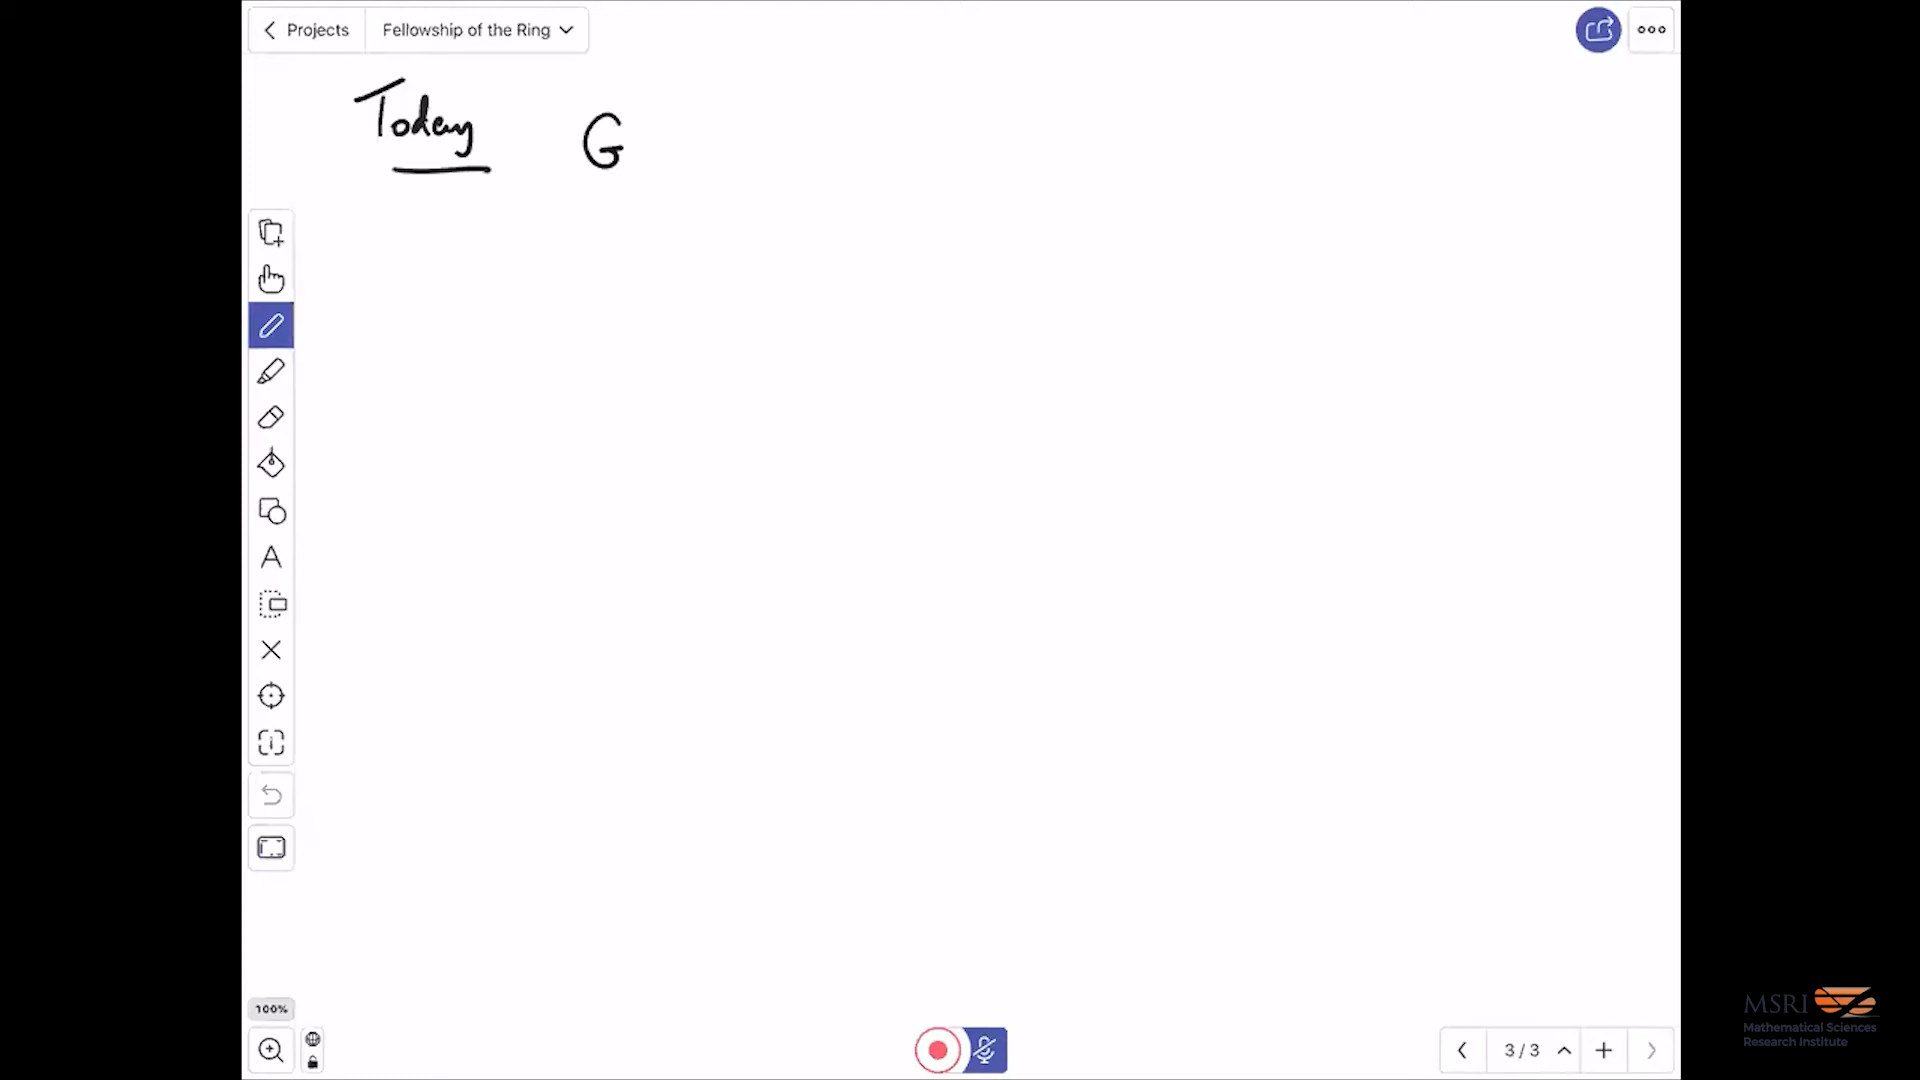 Projects
Fellowship of the Ring
Today G
A
100%
3/3
MSRI
Mathematical Sciences
Research Institute